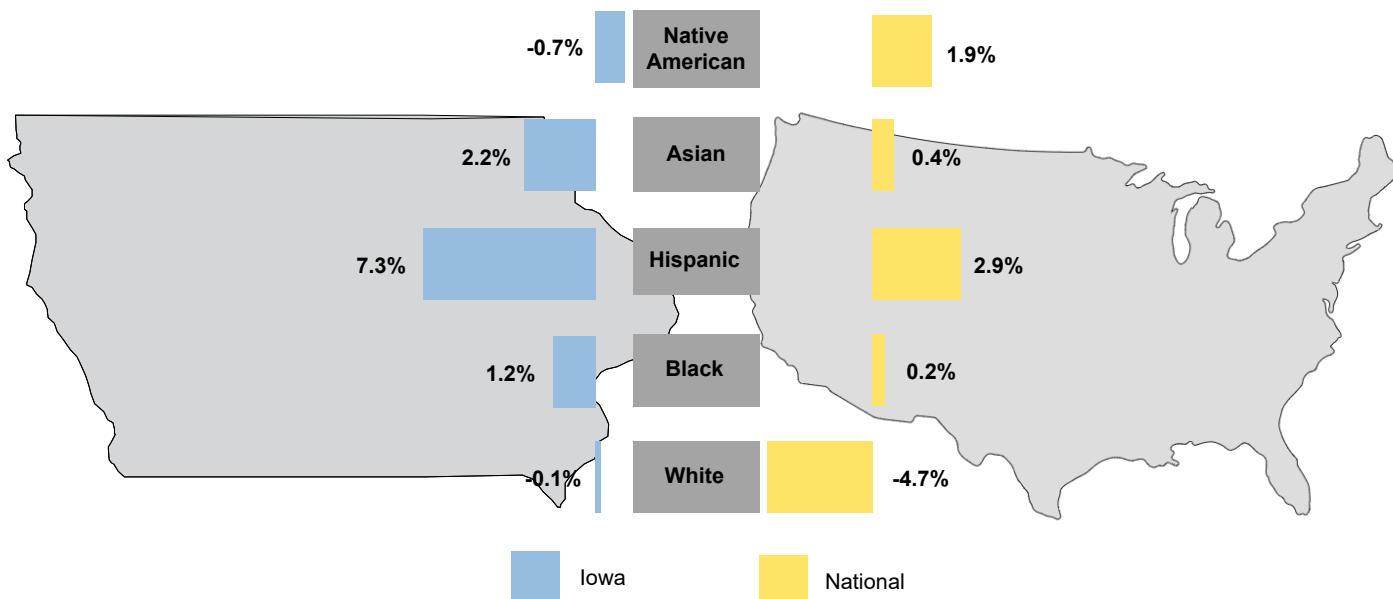 -0.7%
Native
American
1.9%
2.2%
Asian
0.4%
7.3%
Hispanic
2.9%
1.2%
Black
0.2%
-0.1%
White
-4.7%
Iowa
National